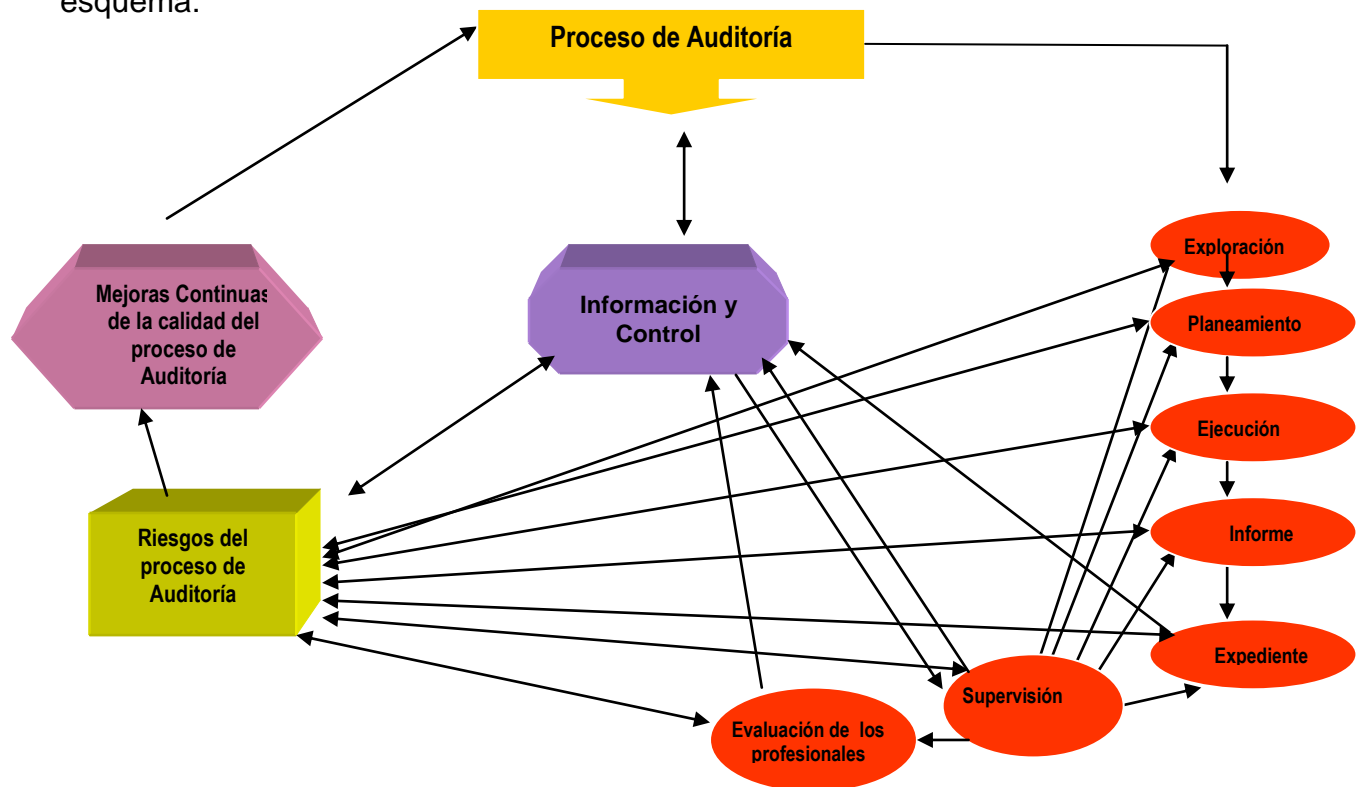 esquema:
Proceso de Auditoría
Exploración
Mejoras Continuas
de la calidad del
proceso de
Auditoría
Información y
Control
Planeamiento
Ejecución
Riesgos del
proceso de
Auditoría
Informe
Expediente
Supervisión
Evaluación de los
profesionales